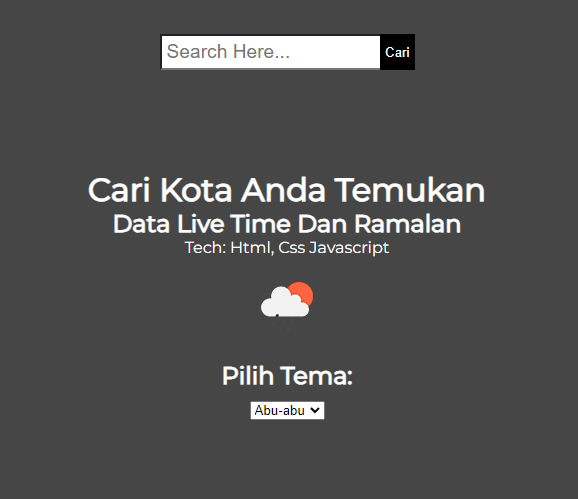 Search Here...
Cari
Cari Kota Anda Temukan
Data Live Time Dan Ramalan
Tech: Html, Css Javascript
Pilih Tema:
Abu-abu